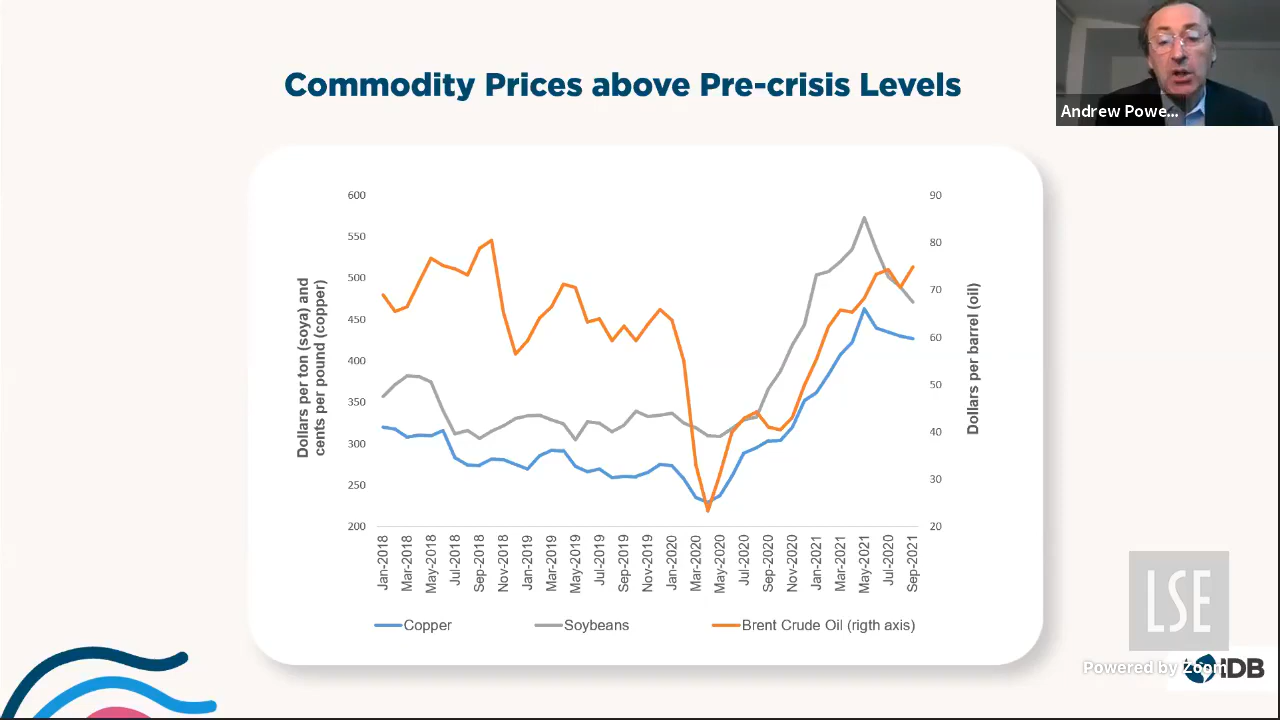 Commodity Prices above Pre-crisis Levels
Andrew Powe...
600
550
500
450
400
350
300
250
200
Dollars per ton (soya) and
cents per pound (copper)
90
80
70
60
50
40
30
20
Dollars per barrel (oil)
Jan-2018
Mar-2018
May-2018
Jul-2018
Sep-2018
Nov-2018
Jan-2019
Mar-2019
May-2019
Jul-2019
Sep-2019
Nov-2019
Jan-2020
Mar-2020
May-2020
Jul-2020
Sep-2020
Nov-2020
Jan-2021
Mar-2021
May-2021
Jul-2020
Sep-2021
Copper
Soybeans
Brent Crude Oil (rigth axis)
LSE
Powered by Zoom
IDB